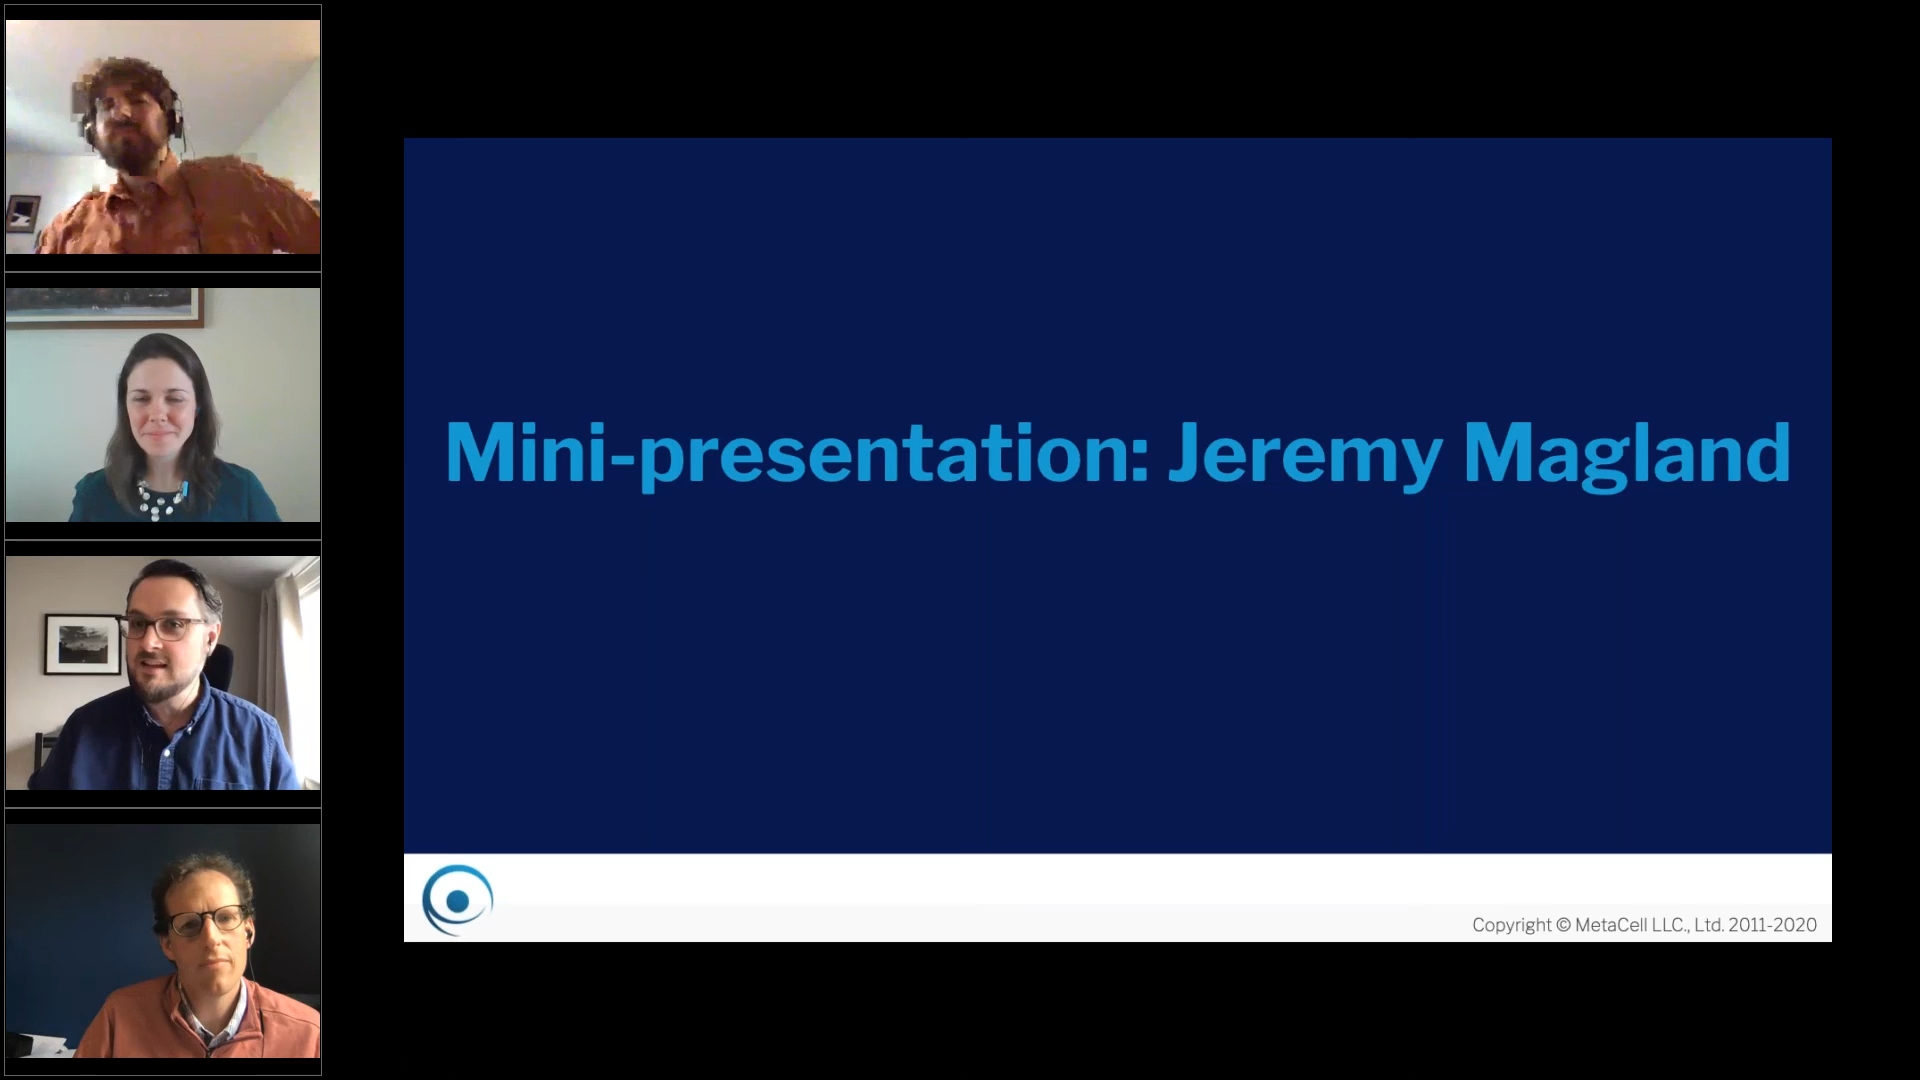 Mini-presentation: Jeremy Magland
Copyright © MetaCell LLC., Ltd. 2011-2020